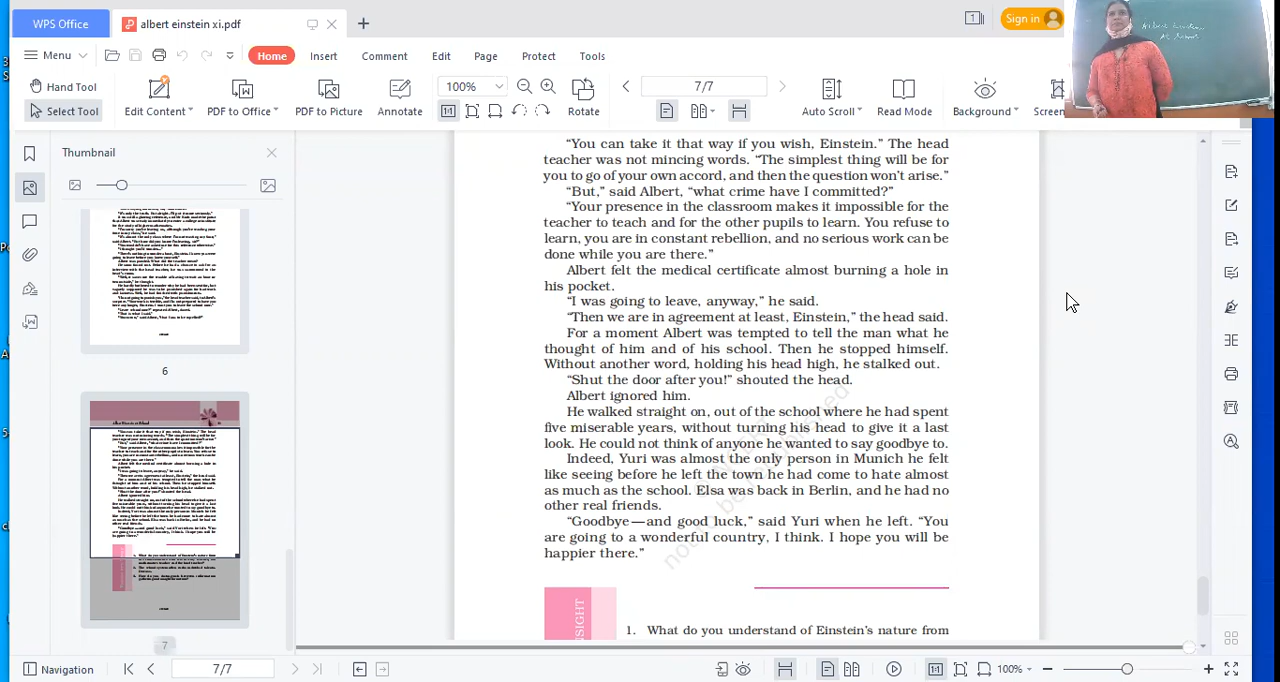 WPS Office
albert einstein xi.pdf
Sign in
Menu
Home
Insert
Comment
Edit
Page
Protect
Tools
Hand Tool
Select Tool
Edit Content
PDF to Office
PDF to Picture
Annotate
100%
Rotate
7/7
Auto Scroll
Read Mode
Background
Screen
Thumbnail
6
7
“You can take it that way if you wish, Einstein.” The head
teacher was not mincing words. “The simplest thing will be for
you to go of your own accord, and then the question won’t arise.”
“But,” said Albert, “what crime have I committed?”
“Your presence in the classroom makes it impossible for the
teacher to teach and for the other pupils to learn. You refuse to
learn, you are in constant rebellion, and no serious work can be
done while you are there.”
Albert felt the medical certificate almost burning a hole in
his pocket.
“I was going to leave, anyway,” he said.
“Then we are in agreement at least, Einstein,” the head said.
For a moment Albert was tempted to tell the man what he
thought of him and of his school. Then he stopped himself.
Without another word, holding his head high, he stalked out.
“Shut the door after you!” shouted the head.
Albert ignored him.
He walked straight on, out of the school where he had spent
five miserable years, without turning his head to give it a last
look. He could not think of anyone he wanted to say goodbye to.
Indeed, Yuri was almost the only person in Munich he felt
like seeing before he left the town he had come to hate almost
as much as the school. Elsa was back in Berlin, and he had no
other real friends.
“Goodbye — and good luck,” said Yuri when he left. “You
are going to a wonderful country, I think. I hope you will be
happier there.”
1. What do you understand of Einstein’s nature from
Navigation
7/7
100%